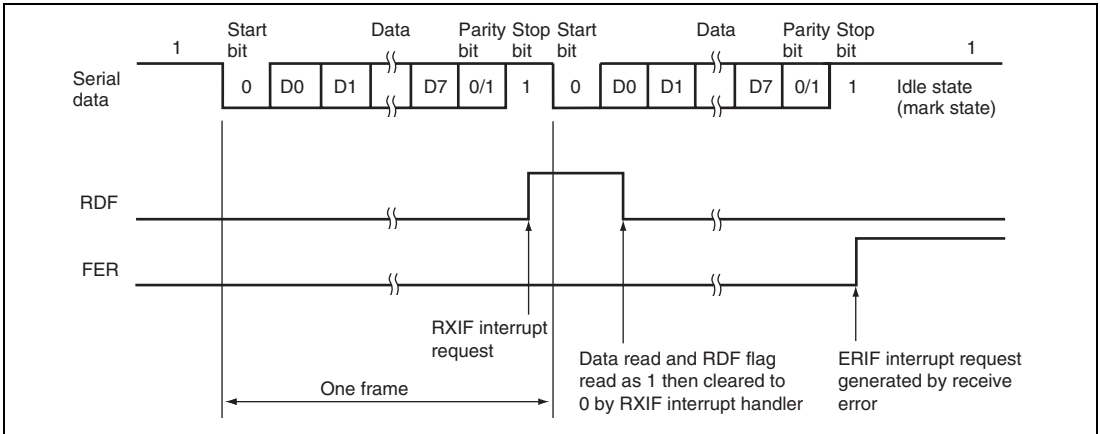 Start bit Data Parity bit Stop bit Start bit Data Parity bit Stop bit
1 1
Serial data 0 D0 D1 D7 0/1 1 0 D0 D1 D7 0/1 1 Idle state (mark state)
RDF
FER
RXIF interrupt request
Data read and RDF flag read as 1 then cleared to 0 by RXIF interrupt handler
ERIF interrupt request generated by receive error
One frame